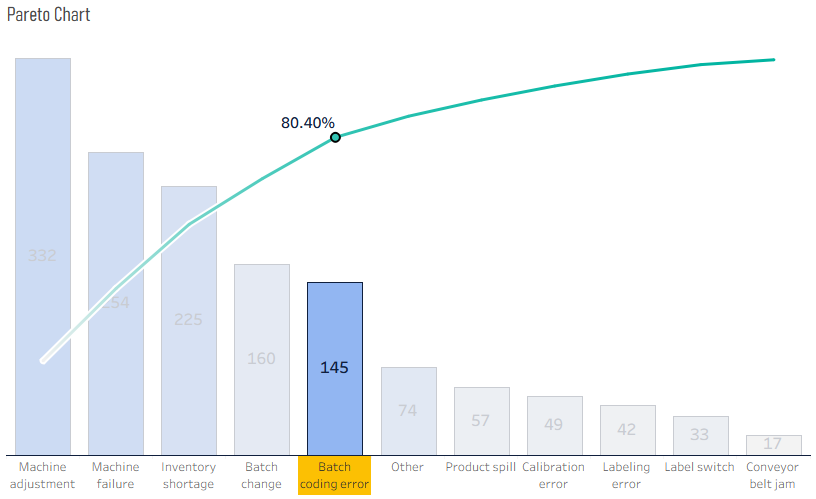 Pareto Chart
80.40%
332
254
225
160
145
74
57
49
42
33
17
Machine
adjustment
Machine
failure
Inventory
shortage
Batch
change
Batch
coding error
Other
Product spill
Calibration
error
Labeling
error
Label switch
Conveyor
belt jam